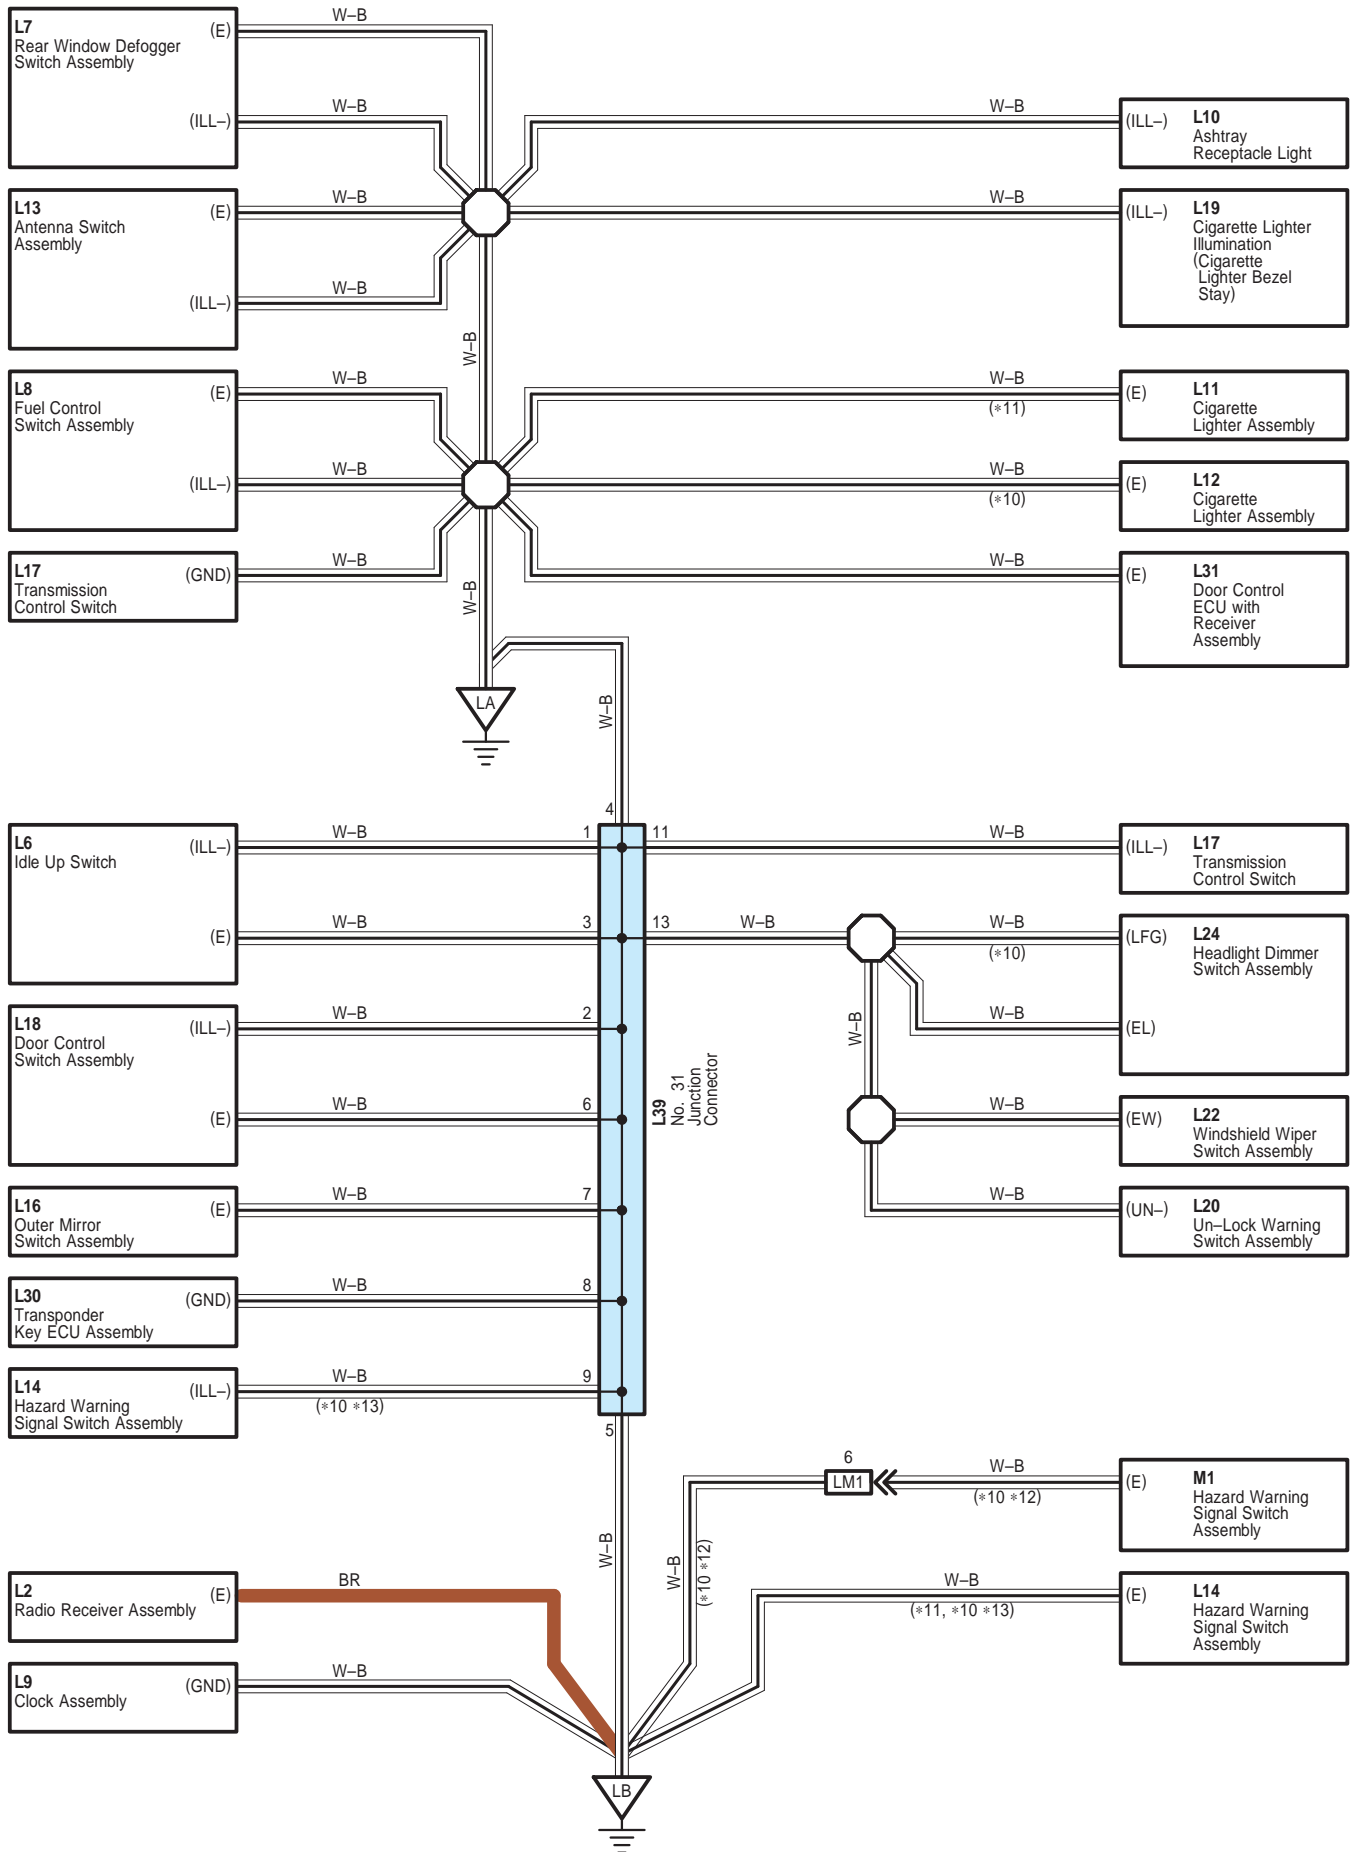 L7
(E)
W–B
Rear Window Defogger
Switch Assembly
(ILL–)
W–B
W–B
(ILL–)
L10
Ashtray
Receptacle Light
L13
(E)
W–B
Antenna Switch
Assembly
(ILL–)
W–B
W–B
(ILL–)
L19
Cigarette Lighter
Illumination
(Cigarette
Lighter Bezel
Stay)
W–B
L8
(E)
W–B
Fuel Control
Switch Assembly
(ILL–)
W–B
W–B
(*11)
(E)
L11
Cigarette
Lighter Assembly
W–B
(*10)
(E)
L12
Cigarette
Lighter Assembly
L17
(GND)
W–B
Transmission
Control Switch
W–B
W–B
(E)
L31
Door Control
ECU with
Receiver
Assembly
LA
W–B
4
L6
(ILL–)
W–B
1
11
W–B
(ILL–)
L17
Transmission
Control Switch
Idle Up Switch
(E)
W–B
3
13
W–B
W–B
(*10)
(LFG)
L24
Headlight Dimmer
Switch Assembly
L18
(ILL–)
W–B
2
Door Control
Switch Assembly
W–B
W–B
(EL)
(E)
W–B
6
L39
No. 31
Junction
Connector
W–B
(EW)
L22
Windshield Wiper
Switch Assembly
L16
(E)
W–B
7
Outer Mirror
Switch Assembly
W–B
(UN–)
L20
Un–Lock Warning
Switch Assembly
L30
(GND)
W–B
8
Transponder
Key ECU Assembly
L14
(ILL–)
W–B
(*10 *13)
9
Hazard Warning
Signal Switch Assembly
5
6
LM1
W–B
(*10 *12)
(E)
M1
Hazard Warning
Signal Switch
Assembly
W–B
W–B
(*10 *12)
L2
(E)
BR
Radio Receiver Assembly
W–B
(*11, *10 *13)
(E)
L14
Hazard Warning
Signal Switch
Assembly
L9
(GND)
W–B
Clock Assembly
LB